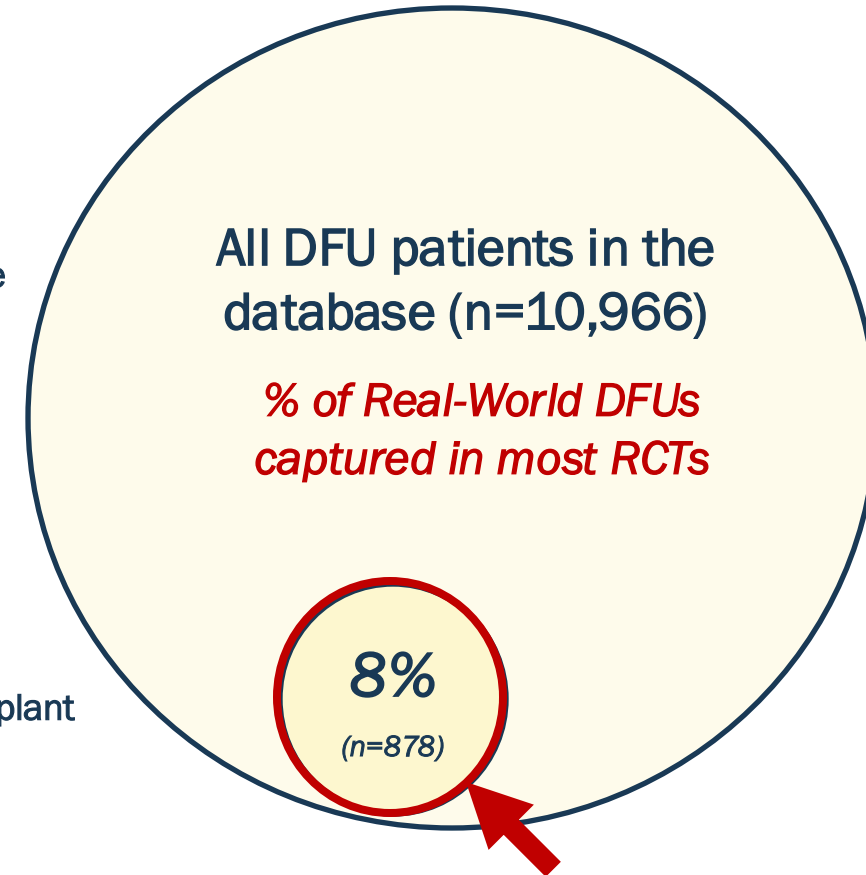 All DFU patients in the
e
database (n=10,966)
% of Real-World DFUs
captured in most RCTs
8%
plant
(n=878)